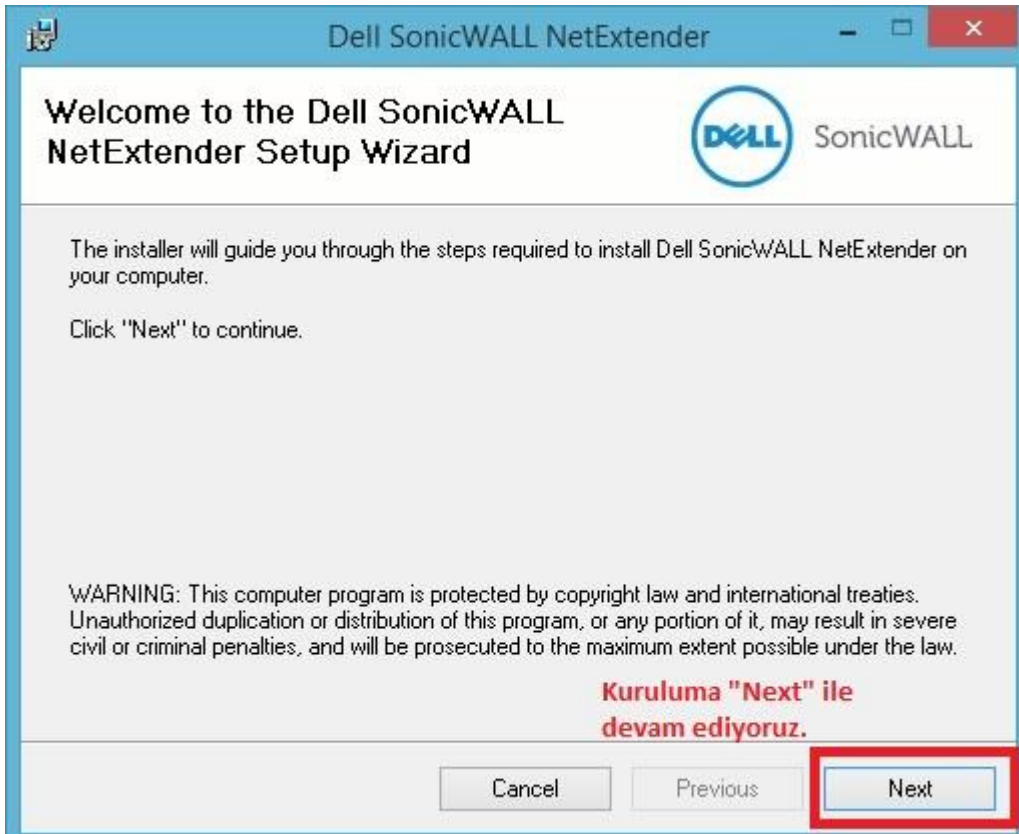 Dell SonicWALL NetExtender
Welcome to the Dell SonicWALL
NetExtender Setup Wizard
DELL SonicWALL
The installer will guide you through the steps required to install Dell SonicWALL NetExtender on
your computer.
Click "Next" to continue.
WARNING: This computer program is protected by copyright law and international treaties.
Unauthorized duplication or distribution of this program, or any portion of it, may result in severe
civil or criminal penalties, and will be prosecuted to the maximum extent possible under the law.
Kuruluma "Next" ile
devam ediyoruz.
Cancel Previous Next